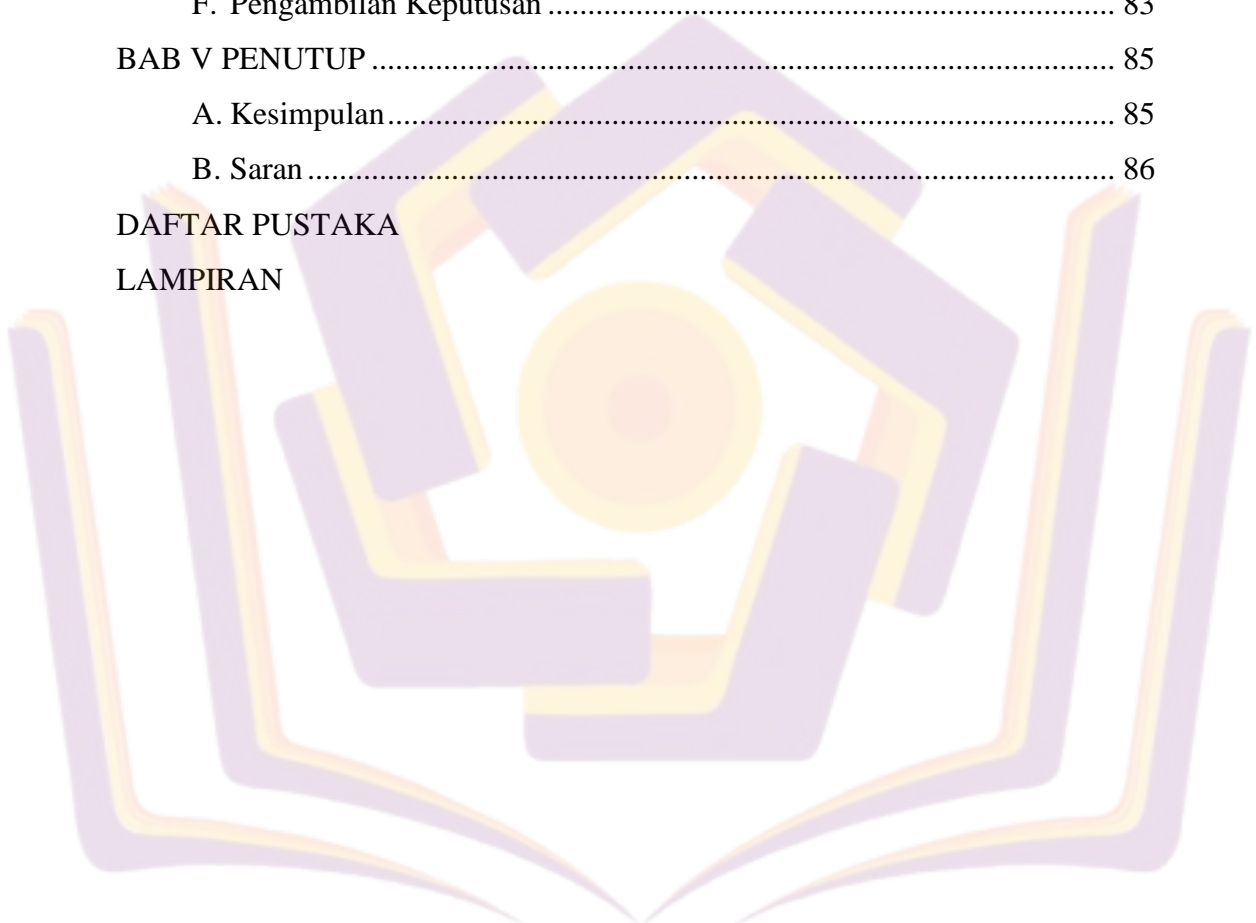 F. Pengambilan Keputusan ........................................................................ 83
BAB V PENUTUP ............................................................................................. 85
A. Kesimpulan........................................................................................... 85
B. Saran ..................................................................................................... 86
DAFTAR PUSTAKA
LAMPIRAN